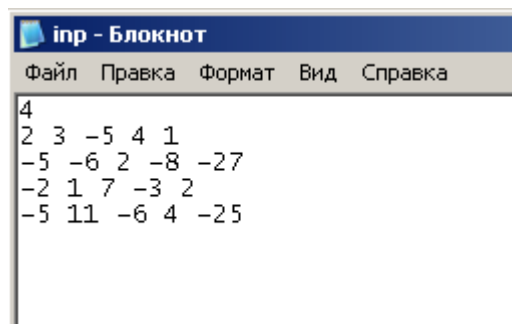 inp - Блокнот
Файл Правка Формат Вид Справка
4
2 3 -5 4 1
-5 -6 2 -8 -27
-2 1 7 -3 2
-5 11 -6 4 -25